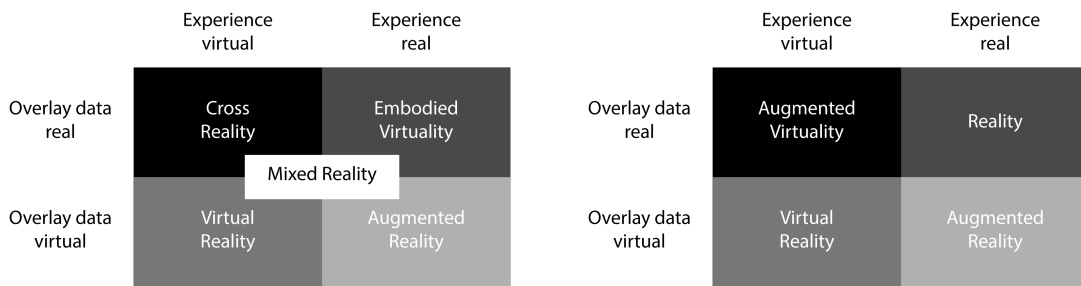 Experience
virtual
Experience
real
Overlay data
real
Cross
Reality
Embodied
Virtuality
Mixed Reality
Overlay data
virtual
Virtual
Reality
Augmented
Reality
Experience
virtual
Experience
real
Overlay data
real
Augmented
Virtuality
Reality
Overlay data
virtual
Virtual
Reality
Augmented
Reality